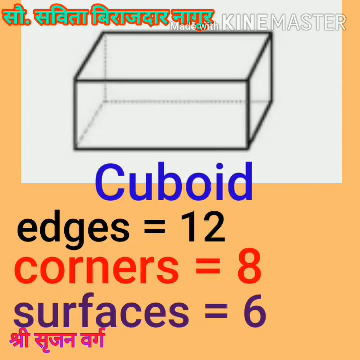 सौ. सविता बिराजदार नागुर
Made with KINEMASTER
Cuboid
edges = 12
corners = 8
surfaces = 6
श्री सृजन वर्ग